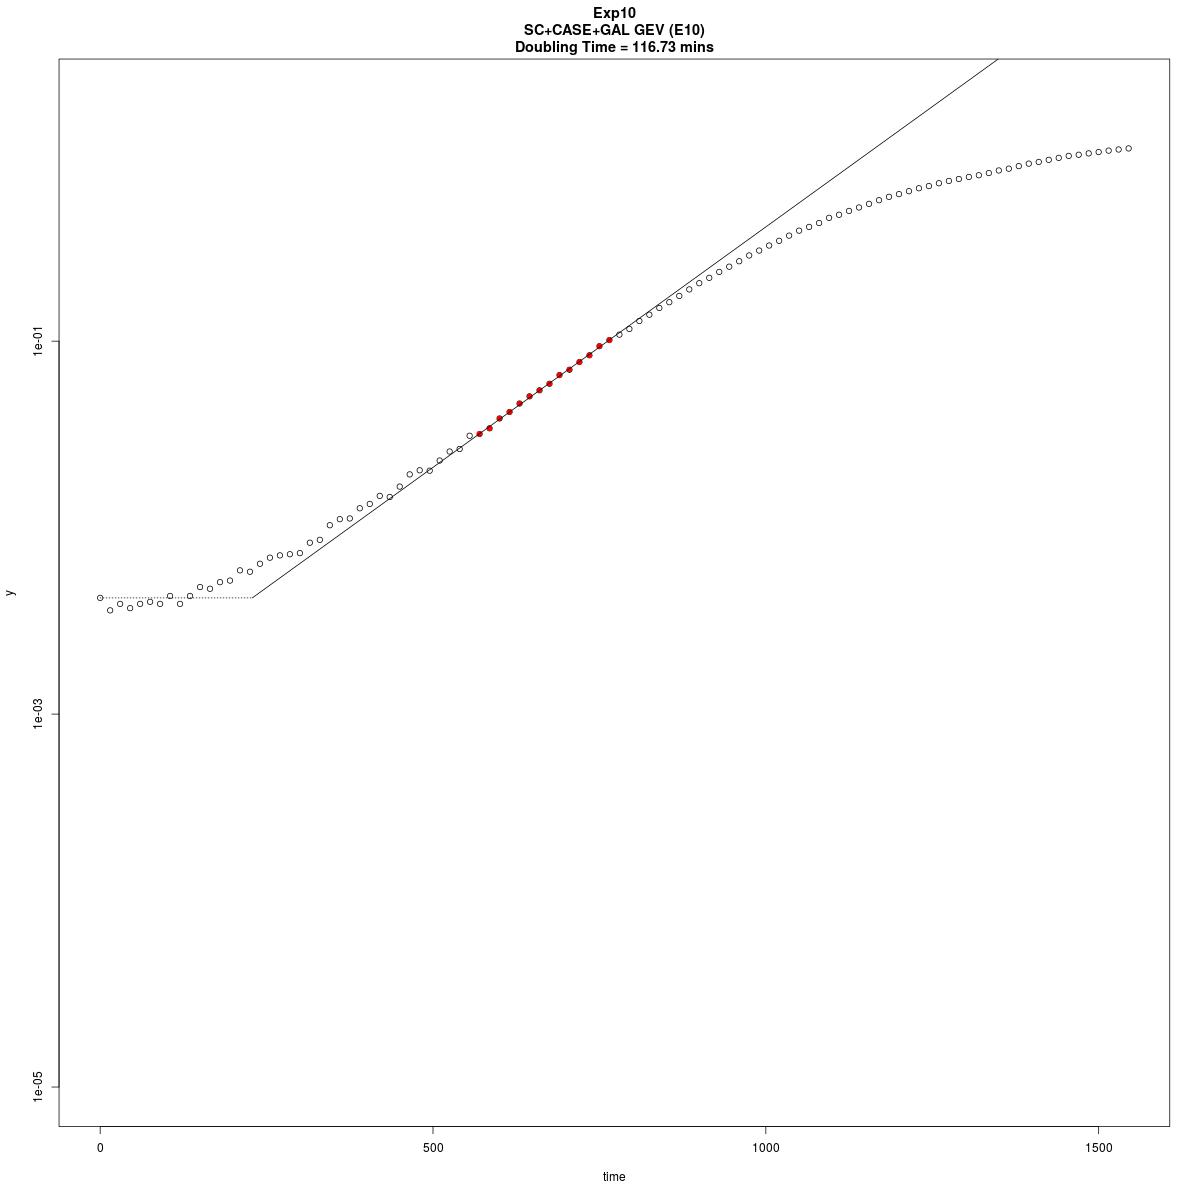 Exp10
SC+CASE+GAL GEV (E10)
Doubling Time = 116.73 mins
1e-01
1e-03
1e-05
y
0 500 1000 1500
time